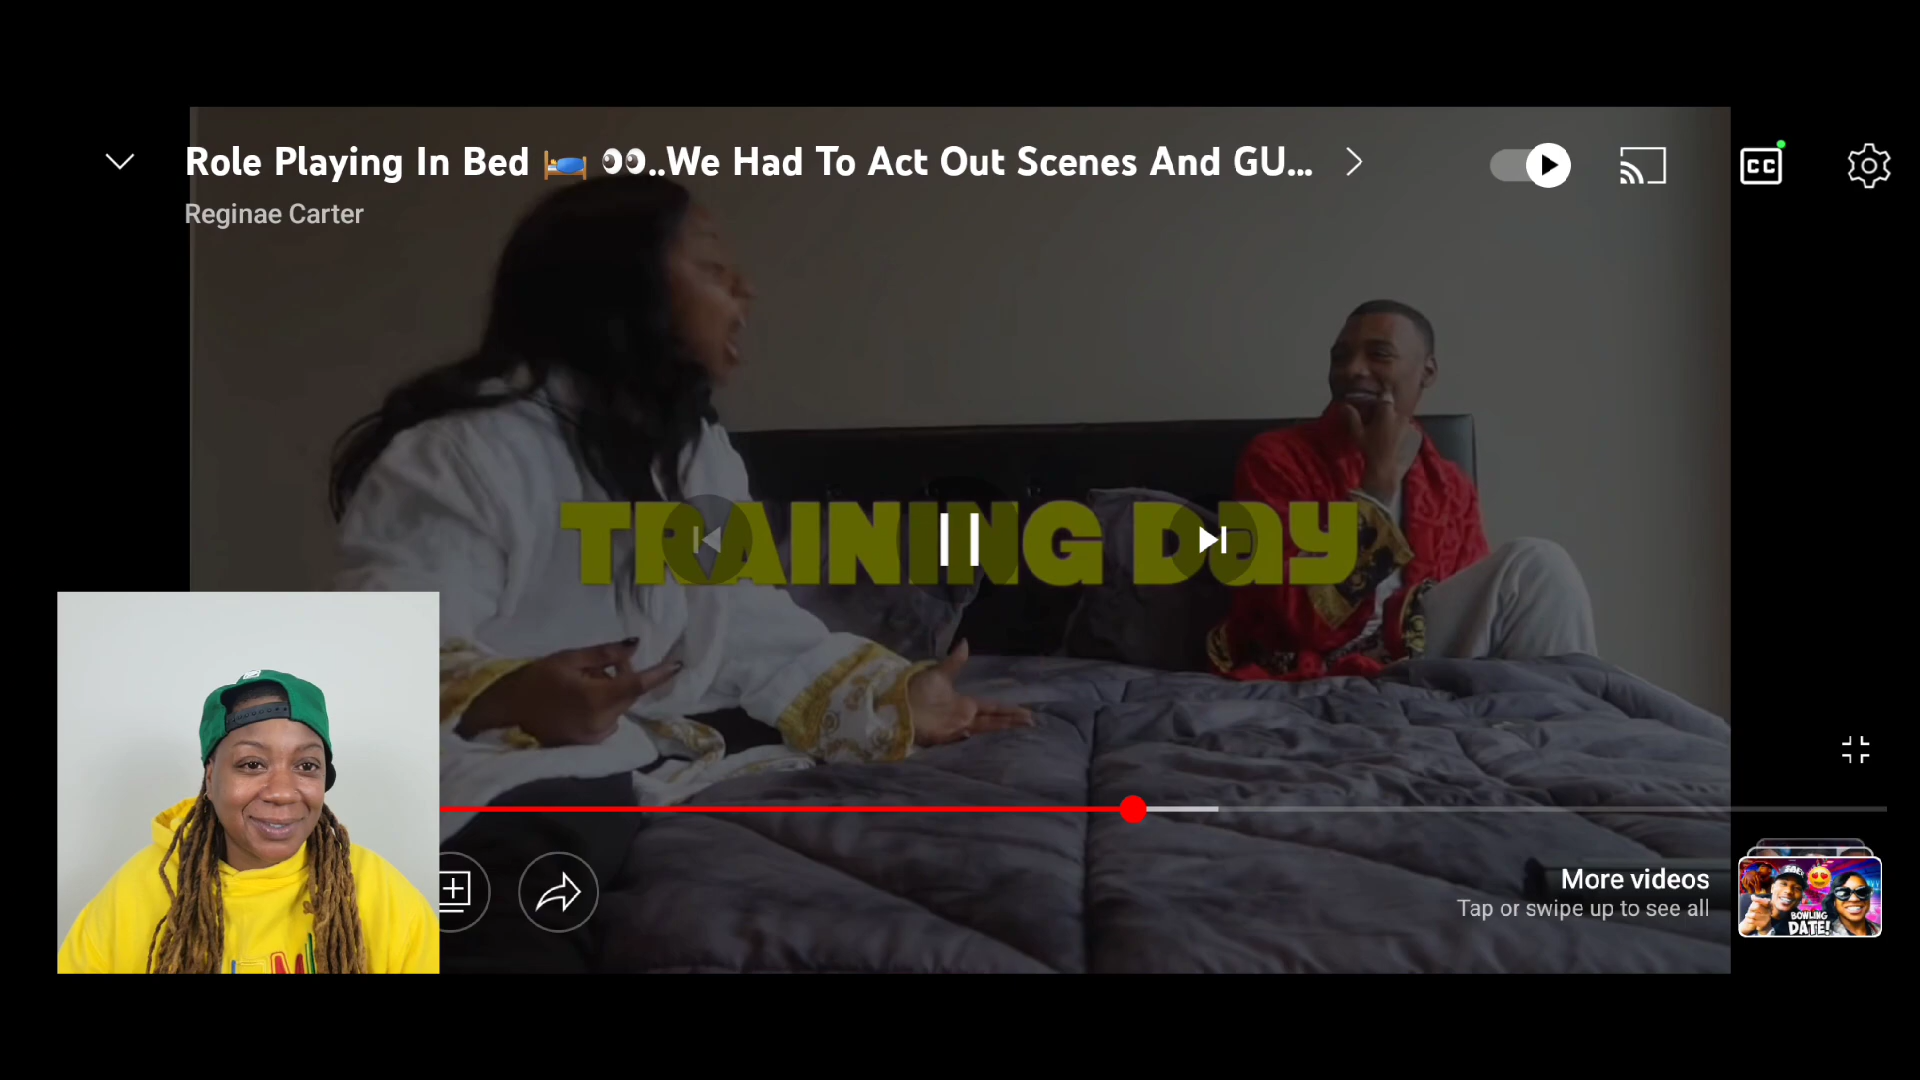 Role Playing In Bed 🛏️ 👀..We Had To Act Out Scenes And GU...
Reginae Carter
CC
TRAINING DAY
More videos
Tap or swipe up to see all
BOWLING
DATE!